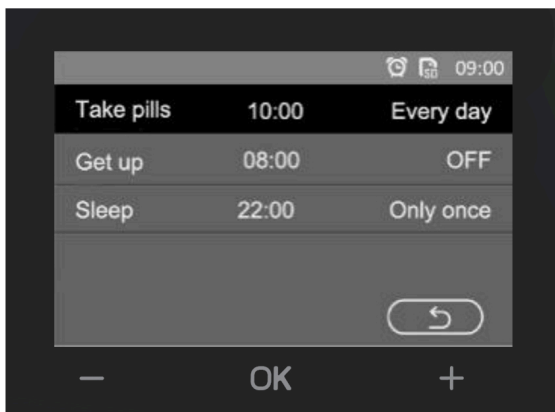 SD 09:00
Take pills 10:00 Every day
Get up 08:00 OFF
Sleep 22:00 Only once
− OK +